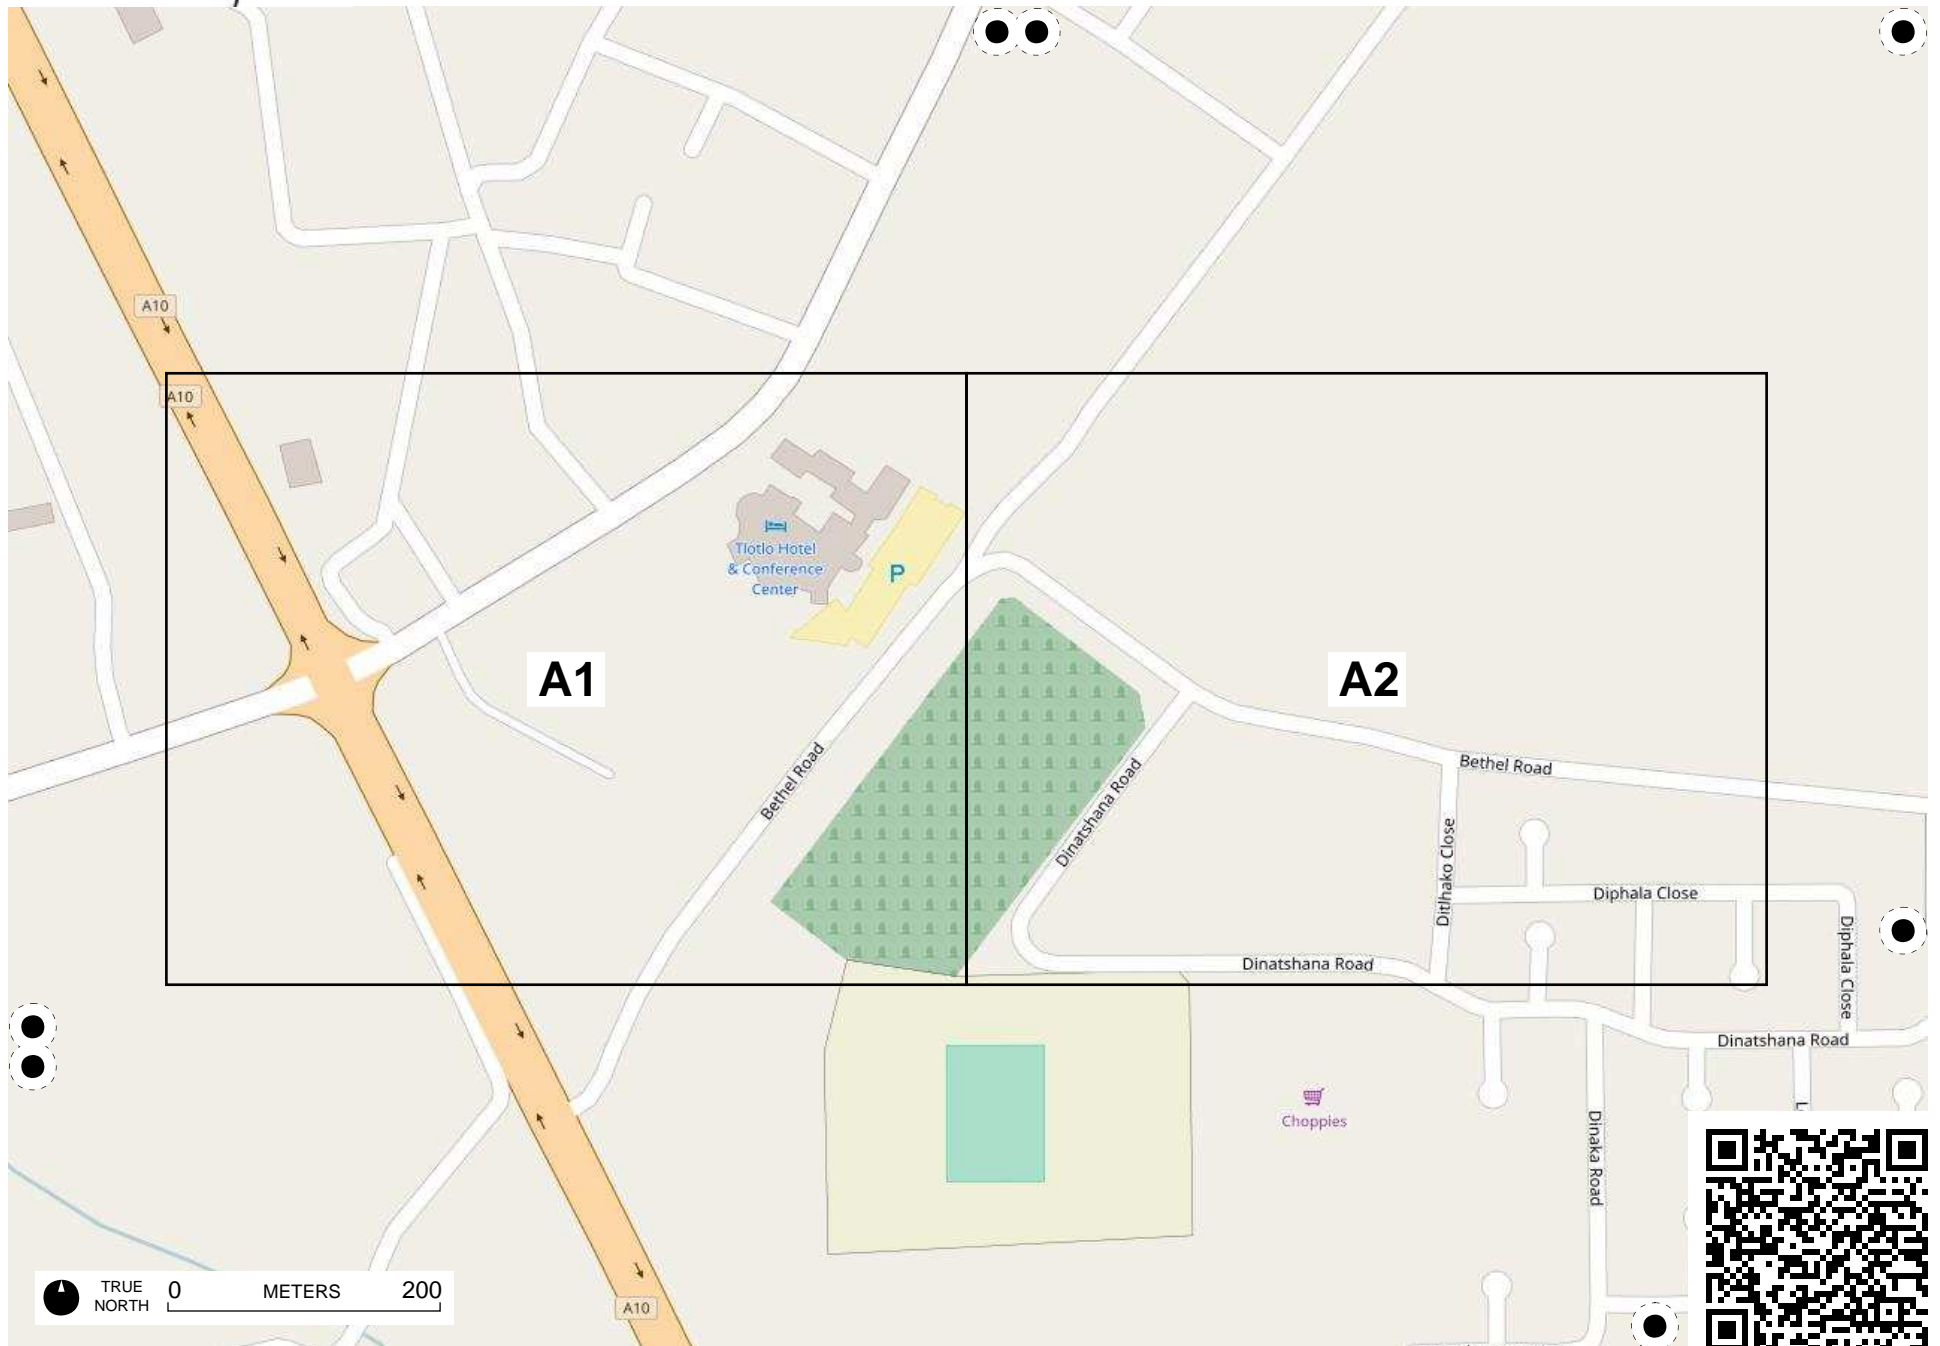 A10
A10
Tlotlo Hotel
& Conference
Center
P
A1
A2
Bethel Road
Bethel Road
Dinatshana Road
Ditlhako Close
Diphala Close
Diphala Close
Dinatshana Road
Dinatshana Road
Choppies
Dinaka Road
TRUE
NORTH
0 METERS 200
A10